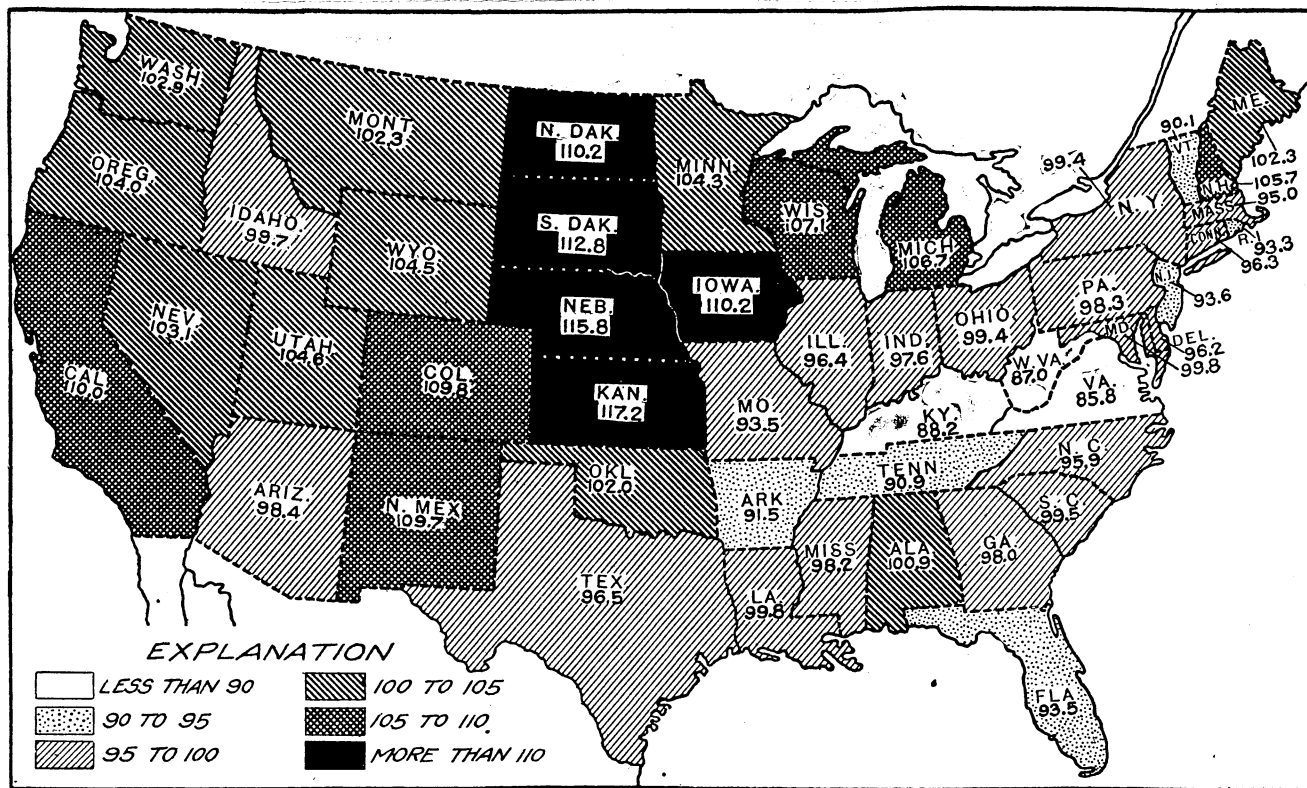 WASH.
102.9
MONT
102.3
N. DAK.
110.2
MINN.
104.3
ME.
102.3
90.1
VT.
99.4
N.H.
105.7
OREG.
104.0
IDAHO.
99.7
WYO
104.5
S. DAK.
112.8
WIS
107.1
MICH
106.7
N.Y.
MASS.
95.0
CONN.
R.I.
93.3
96.3
NEV.
103.1
UTAH
104.6
NEB.
115.8
IOWA.
110.2
ILL.
96.4
IND.
97.6
OHIO.
99.4
PA.
98.3
N.J.
93.6
MD.
DEL.
96.2
99.8
CAL.
110.0
COL.
109.8
KAN.
117.2
MO.
93.5
KY.
88.2
W.VA.
87.0
VA.
85.8
ARIZ.
98.4
N. MEX
109.7
OKL.
102.0
ARK.
91.5
TENN
90.9
N. C.
95.9
S. C.
99.5
TEX
96.5
LA.
99.8
MISS
98.2
ALA
100.9
GA.
98.0
FLA
93.5
EXPLANATION
LESS THAN 90
90 TO 95
95 TO 100
100 TO 105
105 TO 110
MORE THAN 110